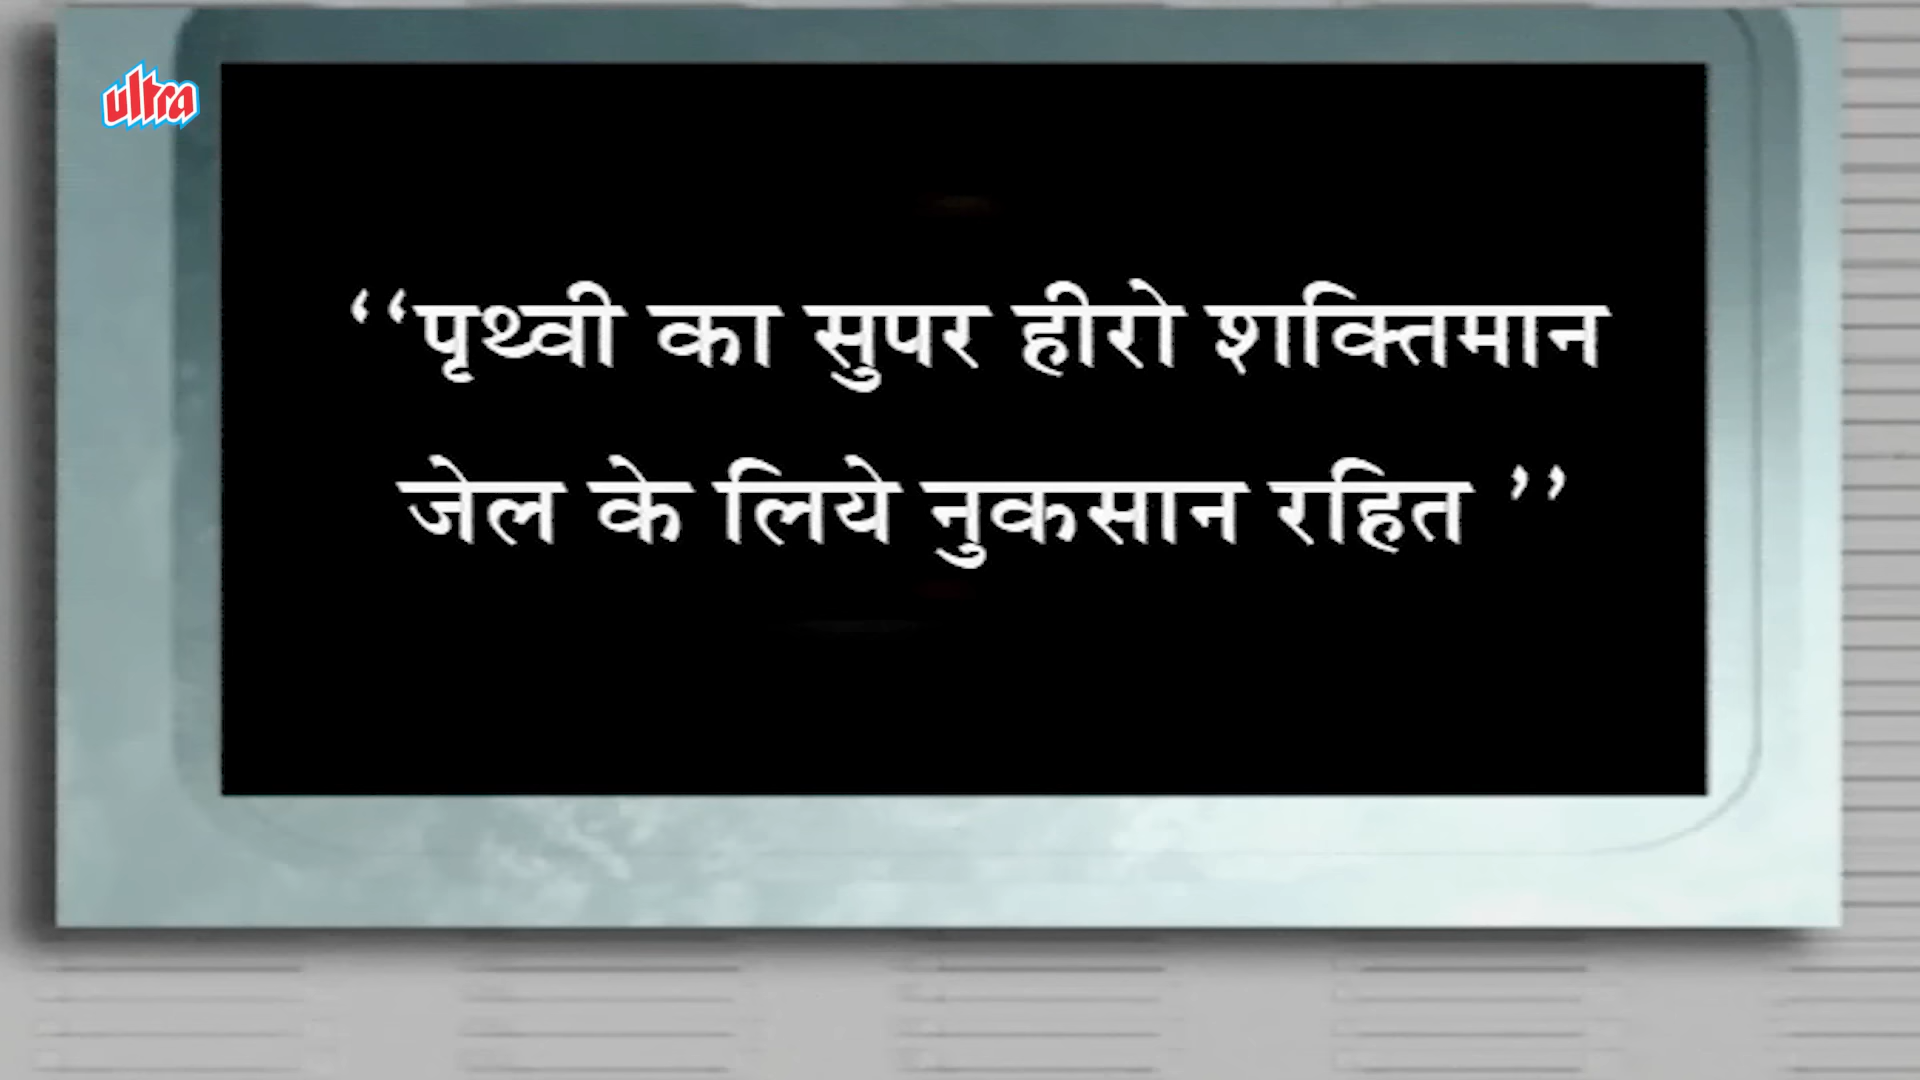 ultra
‘‘पृथ्वी का सुपर हीरो शक्तिमान
जेल के लिये नुकसान रहित ’’